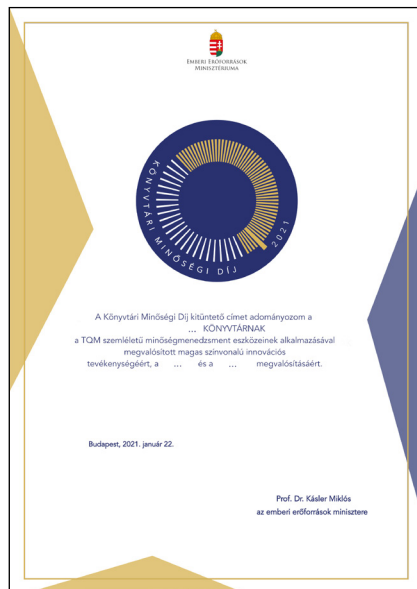 EMBERI ERŐFORRÁSOK
MINISZTÉRIUMA
KÖNYVTÁRI MINŐSÉGI DÍJ 2021
A Könyvtári Minőségi Díj kitüntető címet adományozom a
... KÖNYVTÁRNAK
a TQM szemléletű minőségmenedzsment eszközeinek alkalmazásával
megvalósított magas színvonalú innovációs
tevékenységéért, a ... és a ... megvalósításáért.
Budapest, 2021. január 22.
Prof. Dr. Kásler Miklós
az emberi erőforrások minisztere